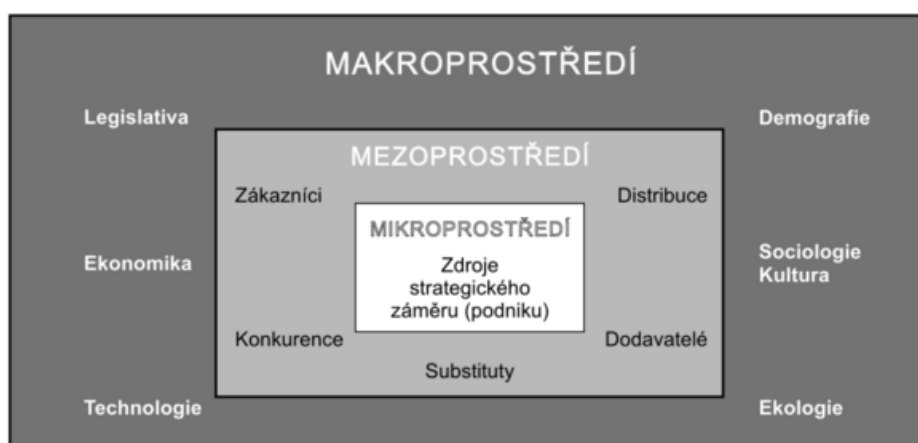 MAKROPROSTŘEDÍ
Legislativa
Demografie
MEZOPROSTŘEDÍ
Zákazníci
Distribuce
MIKROPROSTŘEDÍ
Zdroje
strategického
záměru (podniku)
Ekonomika
Sociologie
Kultura
Konkurence
Dodavatelé
Substituty
Technologie
Ekologie